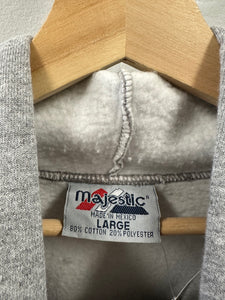 majestic
MADE IN MEXICO
LARGE
80% COTTON 20% POLYESTER